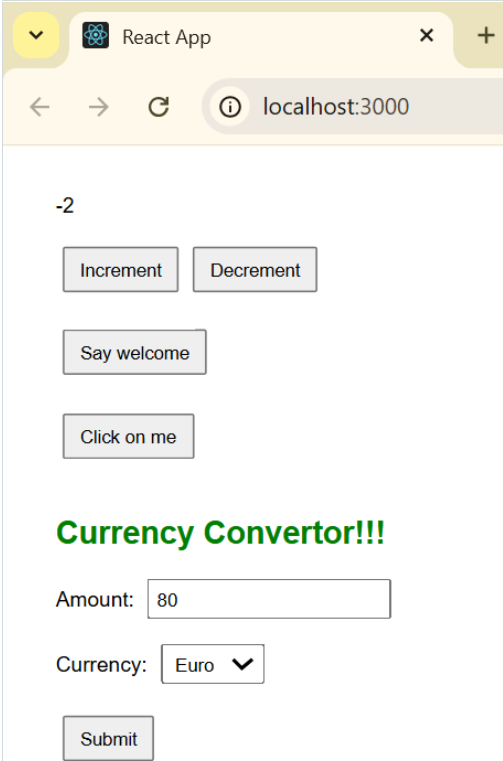 React App
localhost:3000
-2
Increment Decrement
Say welcome
Click on me
Currency Convertor!!!
Amount: 80
Currency: Euro
Submit